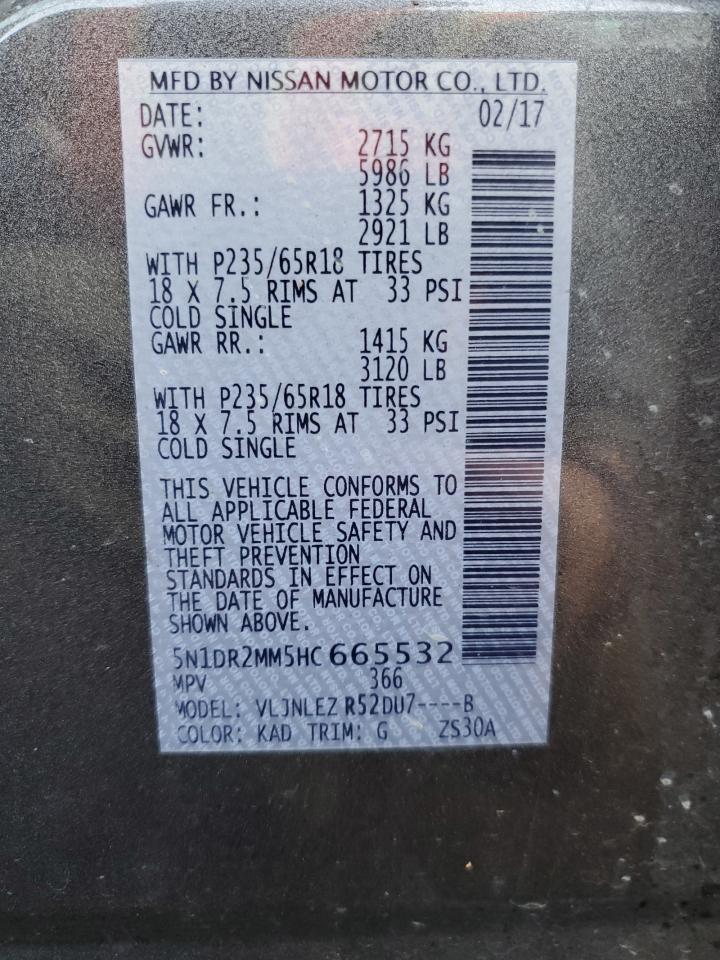 MFD BY NISSAN MOTOR CO., LTD.
DATE: 02/17
GVWR: 2715 KG
5986 LB
GAWR FR.: 1325 KG
2921 LB
WITH P235/65R18 TIRES
18 X 7.5 RIMS AT 33 PSI
COLD SINGLE
GAWR RR.: 1415 KG
3120 LB
WITH P235/65R18 TIRES
18 X 7.5 RIMS AT 33 PSI
COLD SINGLE
THIS VEHICLE CONFORMS TO
ALL APPLICABLE FEDERAL
MOTOR VEHICLE SAFETY AND
THEFT PREVENTION
STANDARDS IN EFFECT ON
THE DATE OF MANUFACTURE
SHOWN ABOVE.
5N1DR2MM5HC 665532
MPV 366
MODEL: VLJNLEZ R52DU7----B
COLOR: KAD TRIM: G ZS30A